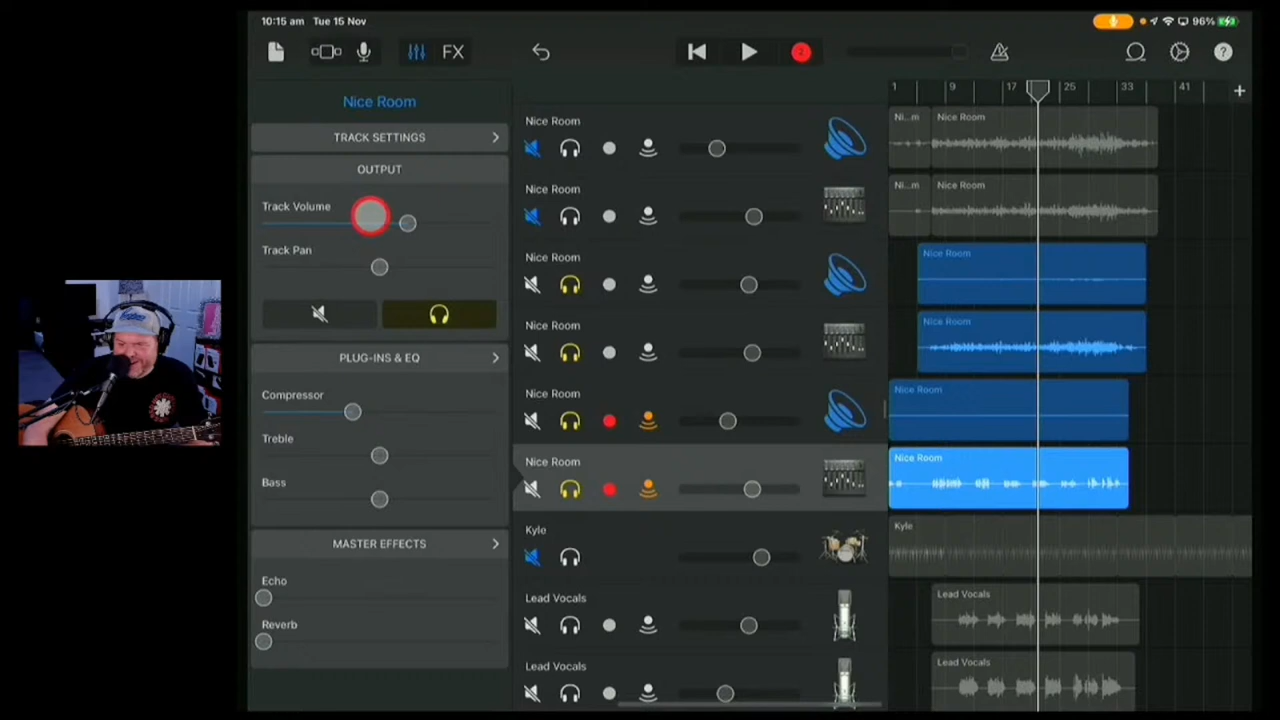 10:15 am Tue 15 Nov
96%
FX
2
Nice Room
TRACK SETTINGS
OUTPUT
Track Volume
Track Pan
PLUG-INS & EQ
Compressor
Treble
Bass
MASTER EFFECTS
Echo
Reverb
Nice Room
Nice Room
Nice Room
Nice Room
Nice Room
Nice Room
Kyle
Lead Vocals
Lead Vocals
1 9 17 25 33 41 +
Ni...m Nice Room
Ni...m Nice Room
Nice Room
Nice Room
Nice Room
Nice Room
Kyle
Lead Vocals
Lead Vocals